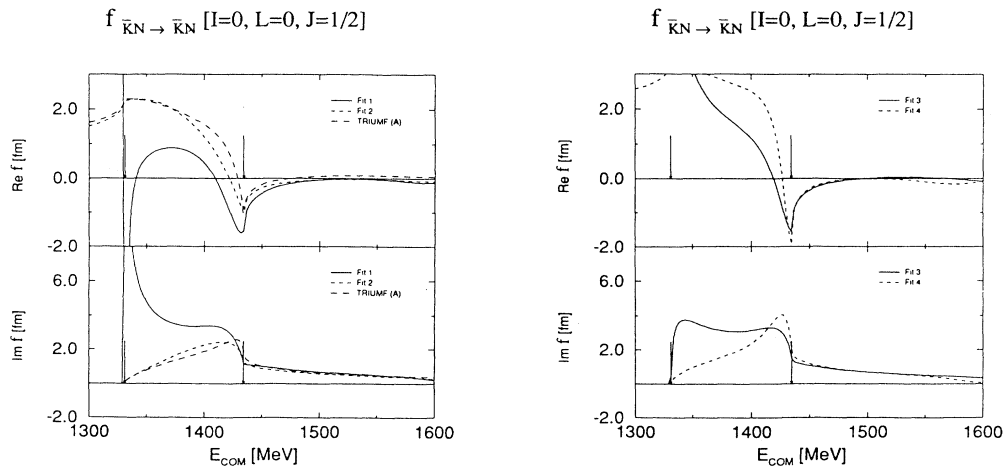 f K̄N → K̄N [I=0, L=0, J=1/2]
2.0
0.0
-2.0
Re f [fm]
Fit 1
Fit 2
TRIUMF (A)
6.0
2.0
-2.0
Im f [fm]
Fit 1
Fit 2
TRIUMF (A)
1300
1400
1500
1600
E_COM [MeV]
f K̄N → K̄N [I=0, L=0, J=1/2]
2.0
0.0
-2.0
Re f [fm]
Fit 3
Fit 4
6.0
2.0
-2.0
Im f [fm]
Fit 3
Fit 4
1300
1400
1500
1600
E_COM [MeV]